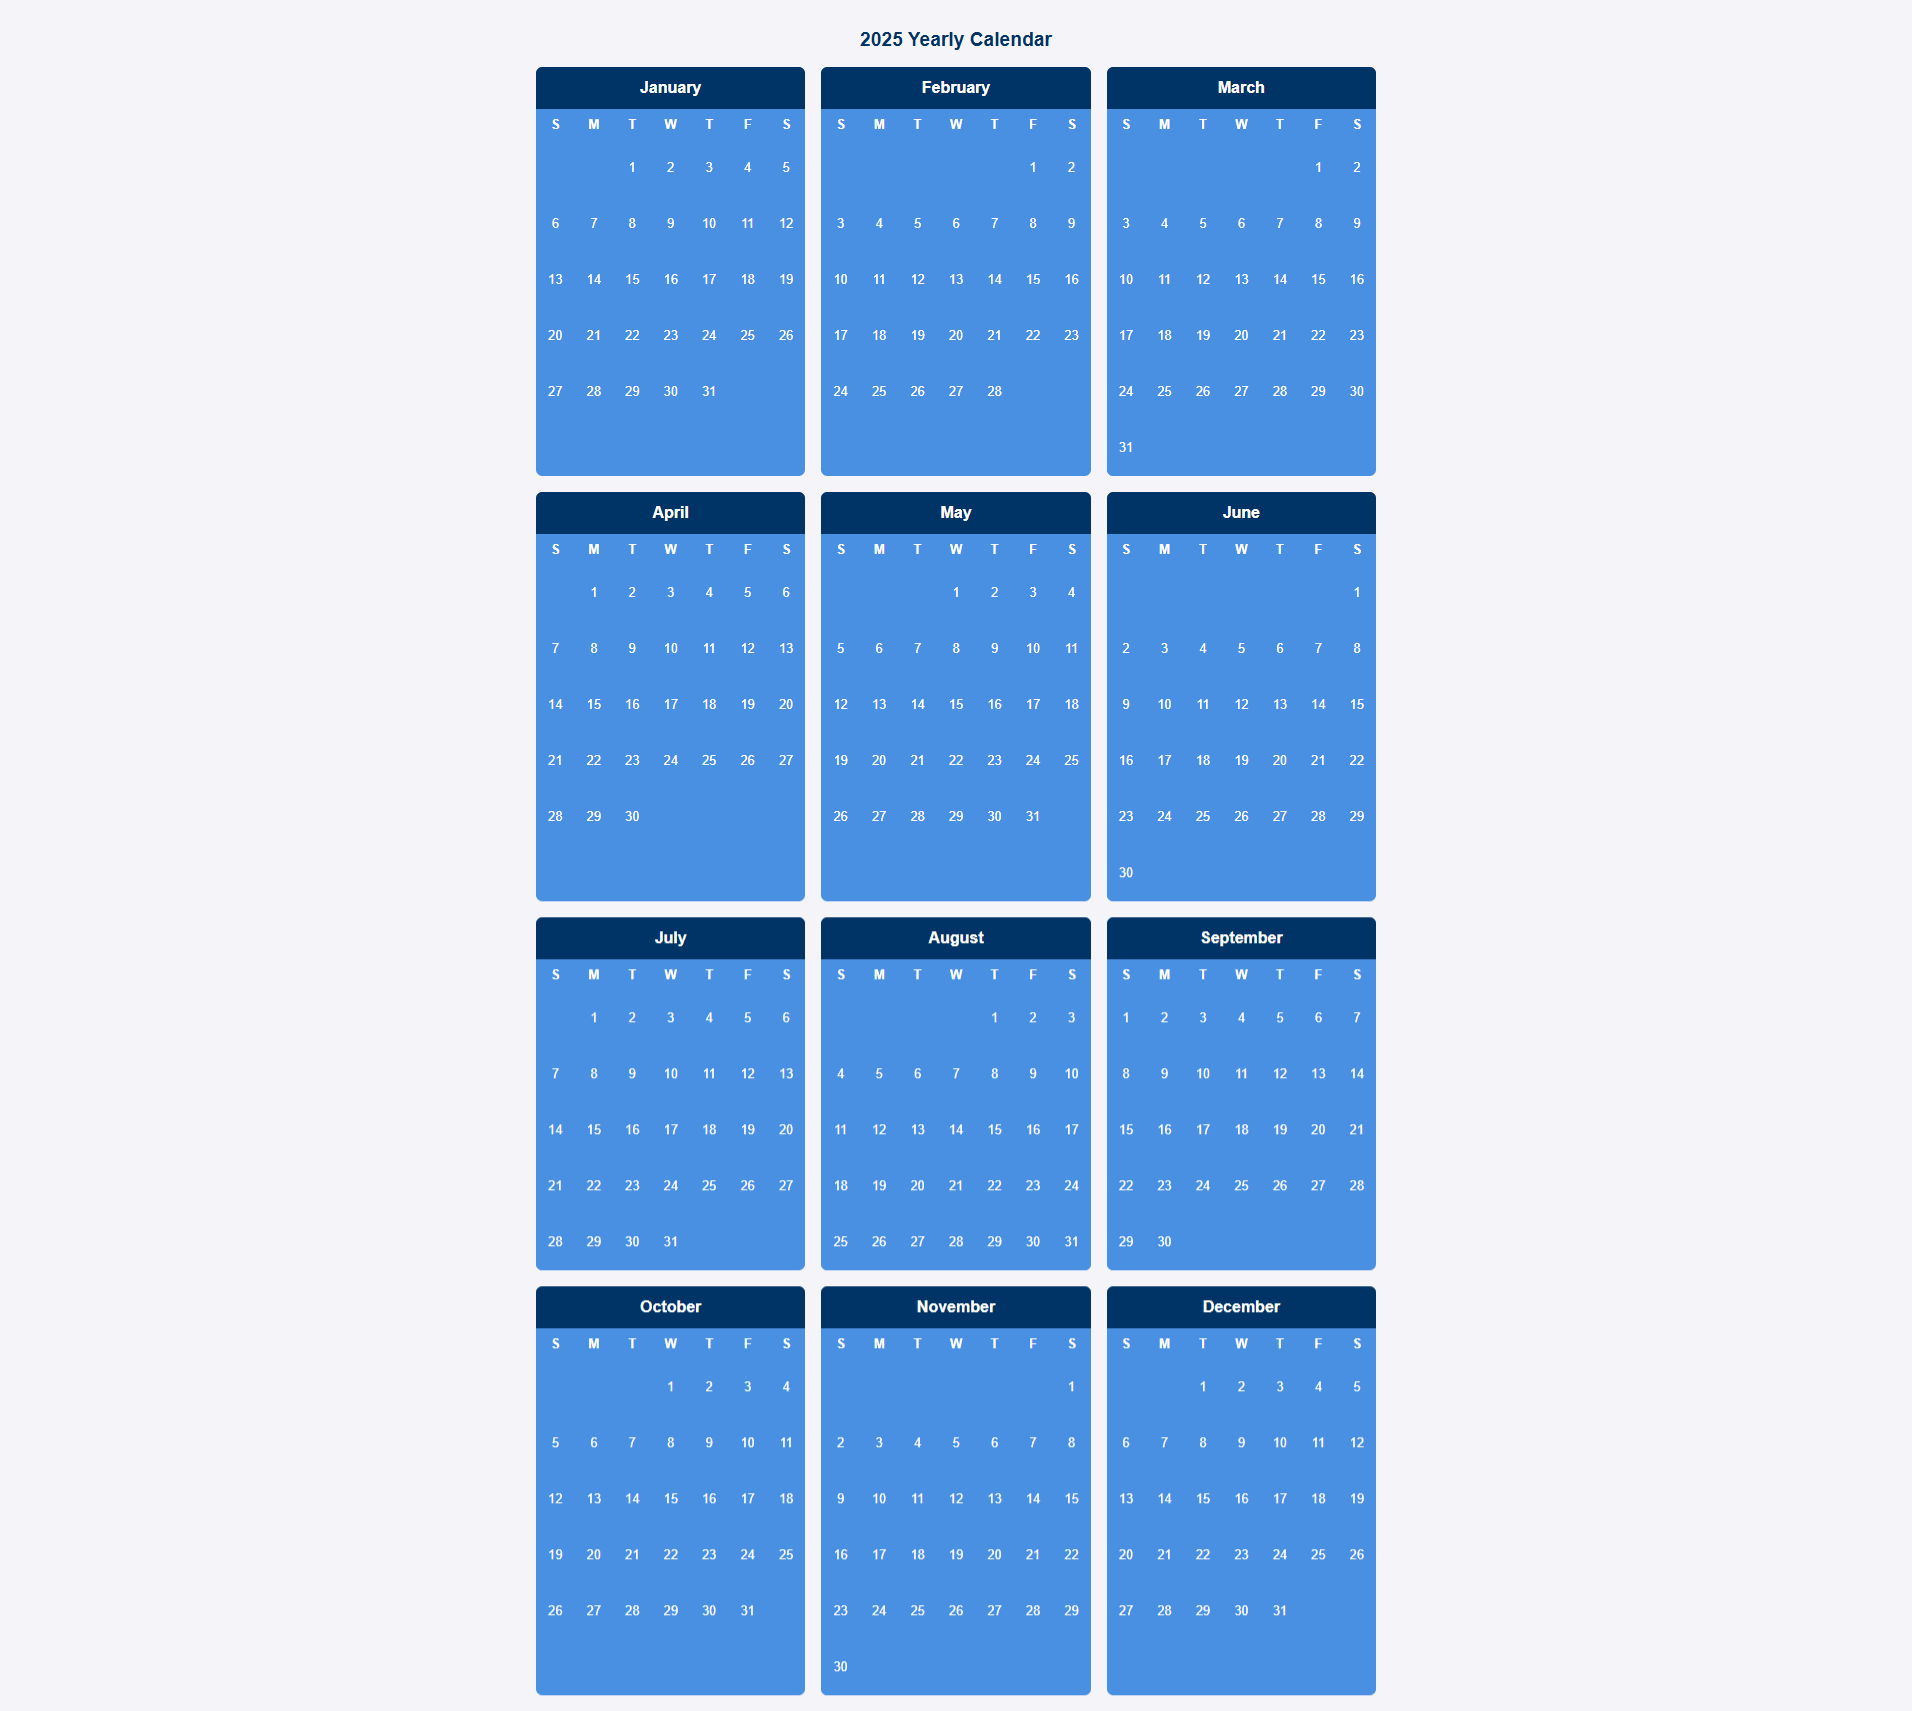 2025 Yearly Calendar
January
S M T W T F S
1 2 3 4 5
6 7 8 9 10 11 12
13 14 15 16 17 18 19
20 21 22 23 24 25 26
27 28 29 30 31
February
S M T W T F S
1 2
3 4 5 6 7 8 9
10 11 12 13 14 15 16
17 18 19 20 21 22 23
24 25 26 27 28
March
S M T W T F S
1 2
3 4 5 6 7 8 9
10 11 12 13 14 15 16
17 18 19 20 21 22 23
24 25 26 27 28 29 30
31
April
S M T W T F S
1 2 3 4 5 6
7 8 9 10 11 12 13
14 15 16 17 18 19 20
21 22 23 24 25 26 27
28 29 30
May
S M T W T F S
1 2 3 4
5 6 7 8 9 10 11
12 13 14 15 16 17 18
19 20 21 22 23 24 25
26 27 28 29 30 31
June
S M T W T F S
1
2 3 4 5 6 7 8
9 10 11 12 13 14 15
16 17 18 19 20 21 22
23 24 25 26 27 28 29
30
July
S M T W T F S
1 2 3 4 5 6
7 8 9 10 11 12 13
14 15 16 17 18 19 20
21 22 23 24 25 26 27
28 29 30 31
August
S M T W T F S
1 2 3
4 5 6 7 8 9 10
11 12 13 14 15 16 17
18 19 20 21 22 23 24
25 26 27 28 29 30 31
September
S M T W T F S
1 2 3 4 5 6 7
8 9 10 11 12 13 14
15 16 17 18 19 20 21
22 23 24 25 26 27 28
29 30
October
S M T W T F S
1 2 3 4
5 6 7 8 9 10 11
12 13 14 15 16 17 18
19 20 21 22 23 24 25
26 27 28 29 30 31
November
S M T W T F S
1
2 3 4 5 6 7 8
9 10 11 12 13 14 15
16 17 18 19 20 21 22
23 24 25 26 27 28 29
30
December
S M T W T F S
1 2 3 4 5
6 7 8 9 10 11 12
13 14 15 16 17 18 19
20 21 22 23 24 25 26
27 28 29 30 31